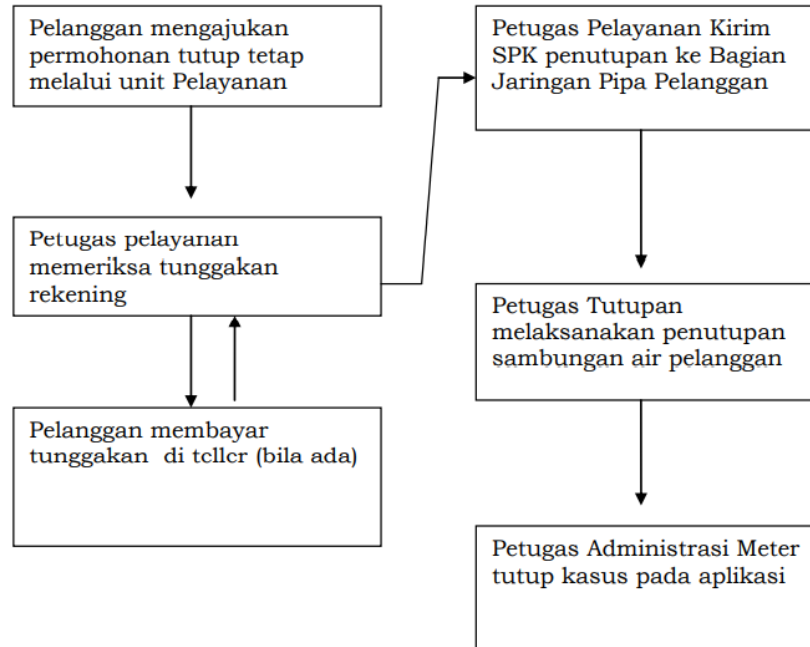 Pelanggan mengajukan
permohonan tutup tetap
melalui unit Pelayanan
Petugas pelayanan
memeriksa tunggakan
rekening
Pelanggan membayar
tunggakan di teller (bila ada)
Petugas Pelayanan Kirim
SPK penutupan ke Bagian
Jaringan Pipa Pelanggan
Petugas Tutupan
melaksanakan penutupan
sambungan air pelanggan
Petugas Administrasi Meter
tutup kasus pada aplikasi